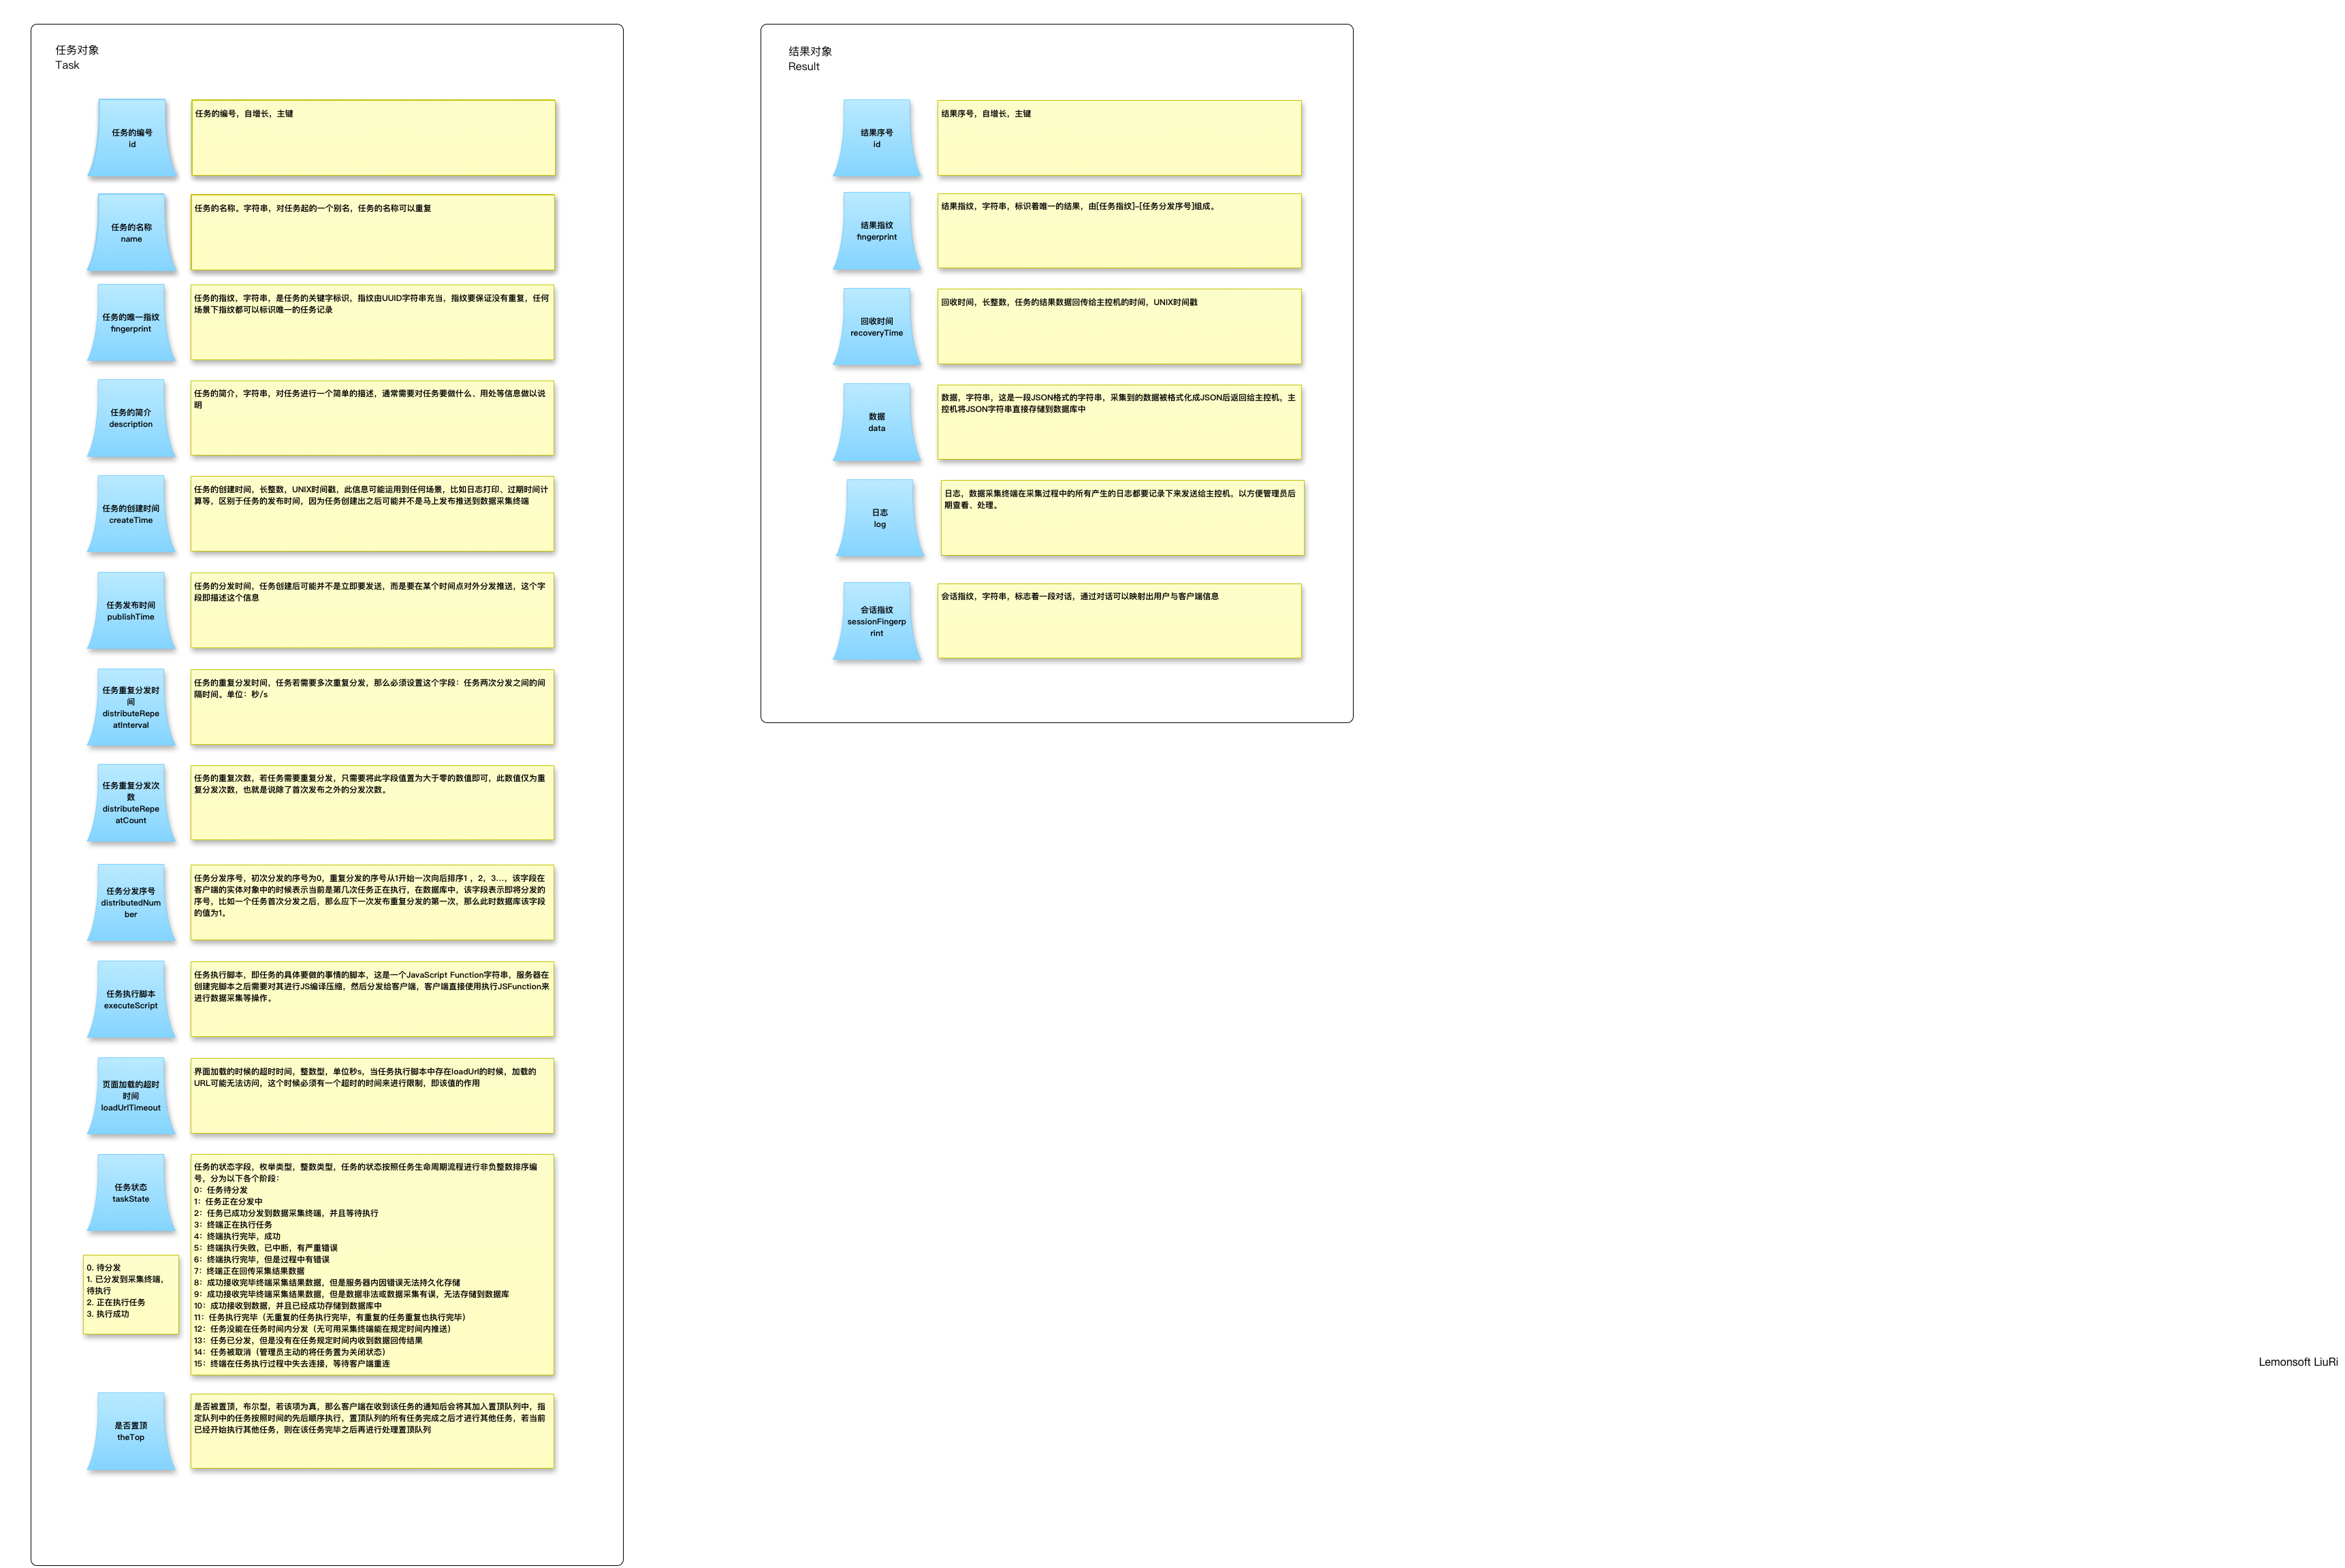 任务对象
Task
任务的编号
id
任务的编号，自增长，主键
任务的名称
name
任务的名称。字符串，对任务起的一个别名，任务的名称可以重复
任务的唯一指纹
fingerprint
任务的指纹，字符串，是任务的关键字标识，指纹由UUID字符串充当，指纹要保证没有重复，任何
场景下指纹都可以标识唯一的任务记录
任务的简介
description
任务的简介，字符串，对任务进行一个简单的描述，通常需要对任务要做什么、用处等信息做以说
明
任务的创建时间
createTime
任务的创建时间，长整数，UNIX时间戳，此信息可能运用到任何场景，比如日志打印、过期时间计
算等，区别于任务的发布时间，因为任务创建出之后可能并不是马上发布推送到数据采集终端
任务发布时间
publishTime
任务的分发时间，任务创建后可能并不是立即要发送，而是要在某个时间点对外分发推送，这个字
段即描述这个信息
任务重复分发时
间
distributeRepe
atInterval
任务的重复分发时间，任务若需要多次重复分发，那么必须设置这个字段：任务两次分发之间的间
隔时间。单位：秒/s
任务重复分发次
数
distributeRepe
atCount
任务的重复次数，若任务需要重复分发，只需要将此字段值置为大于零的数值即可，此数值仅为重
复分发次数，也就是说除了首次发布之外的分发次数。
任务分发序号
distributedNum
ber
任务分发序号，初次分发的序号为0，重复分发的序号从1开始一次向后排序1 ，2，3...，该字段在
客户端的实体对象中的时候表示当前是第几次任务正在执行，在数据库中，该字段表示即将分发的
序号，比如一个任务首次分发之后，那么应下一次发布重复分发的第一次，那么此时数据库该字段
的值为1。
任务执行脚本
executeScript
任务执行脚本，即任务的具体要做的事情的脚本，这是一个JavaScript Function字符串，服务器在
创建完脚本之后需要对其进行JS编译压缩，然后分发给客户端，客户端直接使用执行JSFunction来
进行数据采集等操作。
页面加载的超时
时间
loadUrlTimeout
界面加载的时候的超时时间，整数型，单位秒s，当任务执行脚本中存在loadUrl的时候，加载的
URL可能无法访问，这个时候必须有一个超时的时间来进行限制，即该值的作用
任务状态
taskState
任务的状态字段，枚举类型，整数类型，任务的状态按照任务生命周期流程进行非负整数排序编
号，分为以下各个阶段：
0：任务待分发
1：任务正在分发中
2：任务已成功分发到数据采集终端，并且等待执行
3：终端正在执行任务
4：终端执行完毕，成功
5：终端执行失败，已中断，有严重错误
6：终端执行完毕，但是过程中有错误
7：终端正在回传采集结果数据
8：成功接收完毕终端采集结果数据，但是服务器内因错误无法持久化存储
9：成功接收完毕终端采集结果数据，但是数据非法或数据采集有误，无法存储到数据库
10：成功接收到数据，并且已经成功存储到数据库中
11：任务执行完毕（无重复的任务执行完毕，有重复的任务重复也执行完毕）
12：任务没能在任务时间内分发（无可用采集终端能在规定时间内推送）
13：任务已分发，但是没有在任务规定时间内收到数据回传结果
14：任务被取消（管理员主动的将任务置为关闭状态）
15：终端在任务执行过程中失去连接，等待客户端重连
0. 待分发
1. 已分发到采集终端，
待执行
2. 正在执行任务
3. 执行成功
是否置顶
theTop
是否被置顶，布尔型，若该项为真，那么客户端在收到该任务的通知后会将其加入置顶队列中，指
定队列中的任务按照时间的先后顺序执行，置顶队列的所有任务完成之后才进行其他任务，若当前
已经开始执行其他任务，则在该任务完毕之后再进行处理置顶队列
结果对象
Result
结果序号
id
结果序号，自增长，主键
结果指纹
fingerprint
结果指纹，字符串，标识着唯一的结果，由[任务指纹]-[任务分发序号]组成。
回收时间
recoveryTime
回收时间，长整数，任务的结果数据回传给主控机的时间，UNIX时间戳
数据
data
数据，字符串，这是一段JSON格式的字符串，采集到的数据被格式化成JSON后返回给主控机，主
控机将JSON字符串直接存储到数据库中
日志
log
日志，数据采集终端在采集过程中的所有产生的日志都要记录下来发送给主控机，以方便管理员后
期查看、处理。
会话指纹
sessionFingerp
rint
会话指纹，字符串，标志着一段对话，通过对话可以映射出用户与客户端信息
Lemonsoft LiuRi